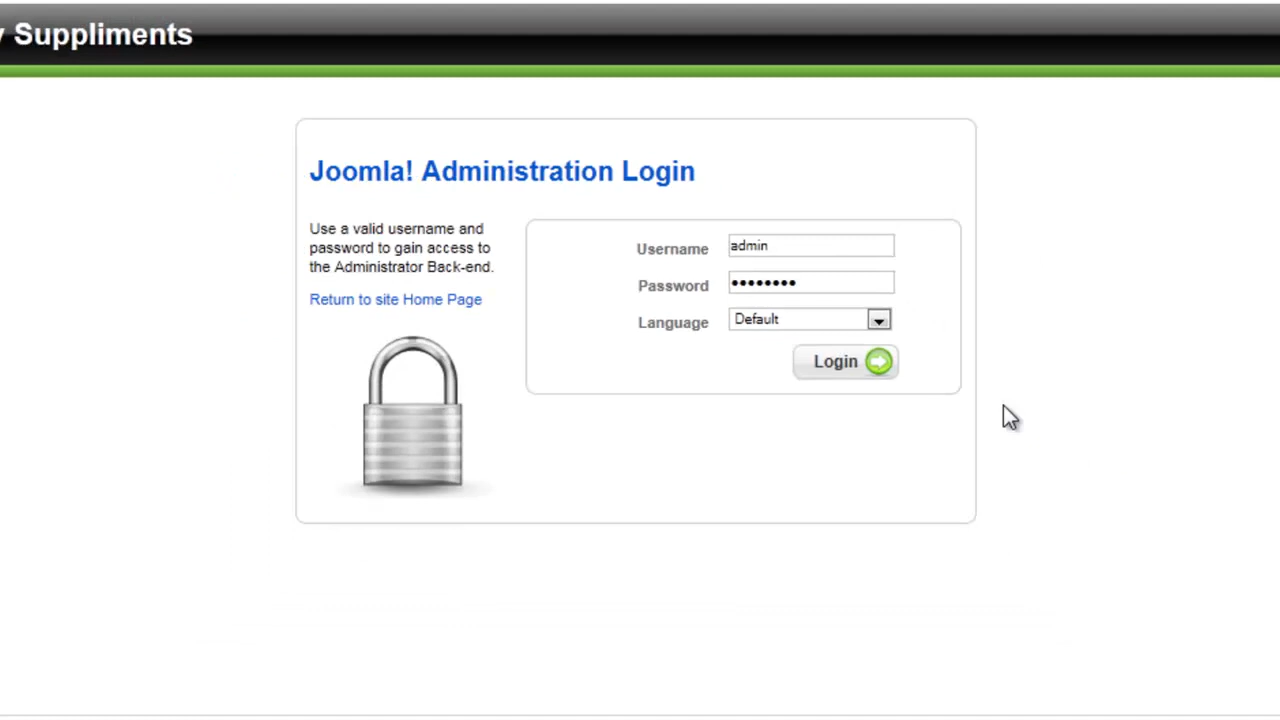 Suppliments
Joomla! Administration Login
Use a valid username and
password to gain access to
the Administrator Back-end.
Return to site Home Page
Username admin
Password ••••••••
Language Default
Login